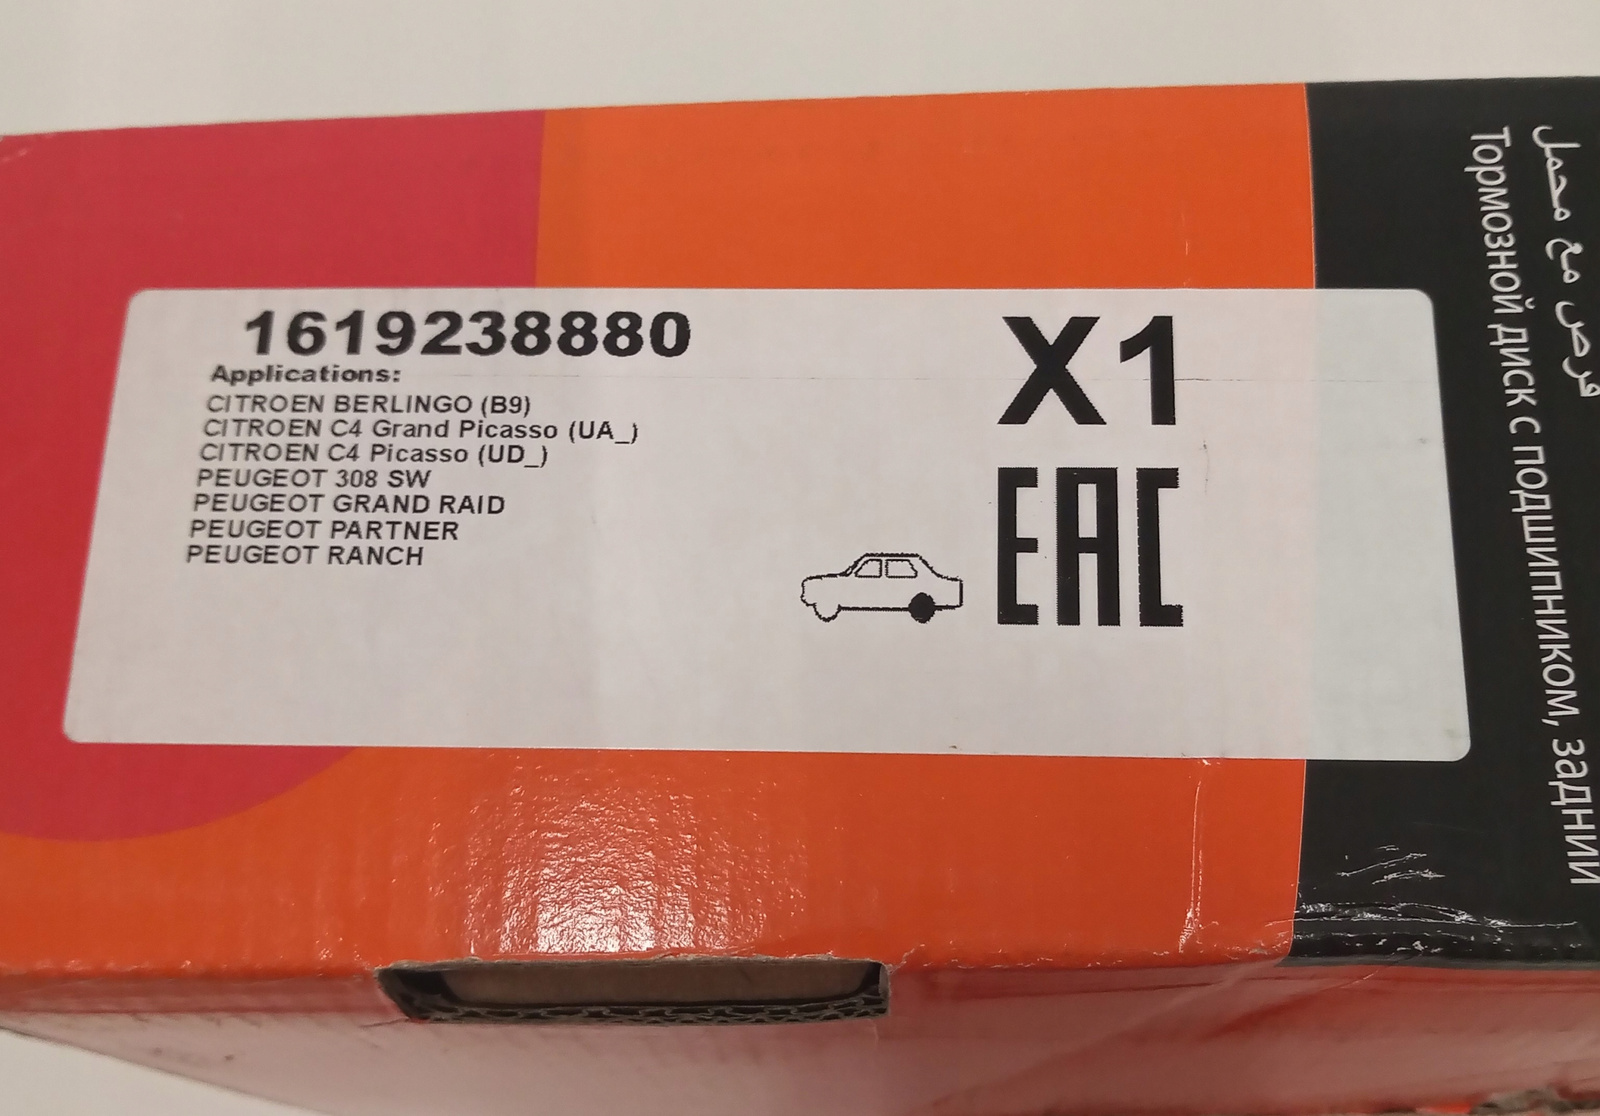 1619238880
Applications:
CITROEN BERLINGO (B9)
CITROEN C4 Grand Picasso (UA_)
CITROEN C4 Picasso (UD_)
PEUGEOT 308 SW
PEUGEOT GRAND RAID
PEUGEOT PARTNER
PEUGEOT RANCH
X1
EAC
قرص مع محمل
Тормозной диск с подшипником, задний